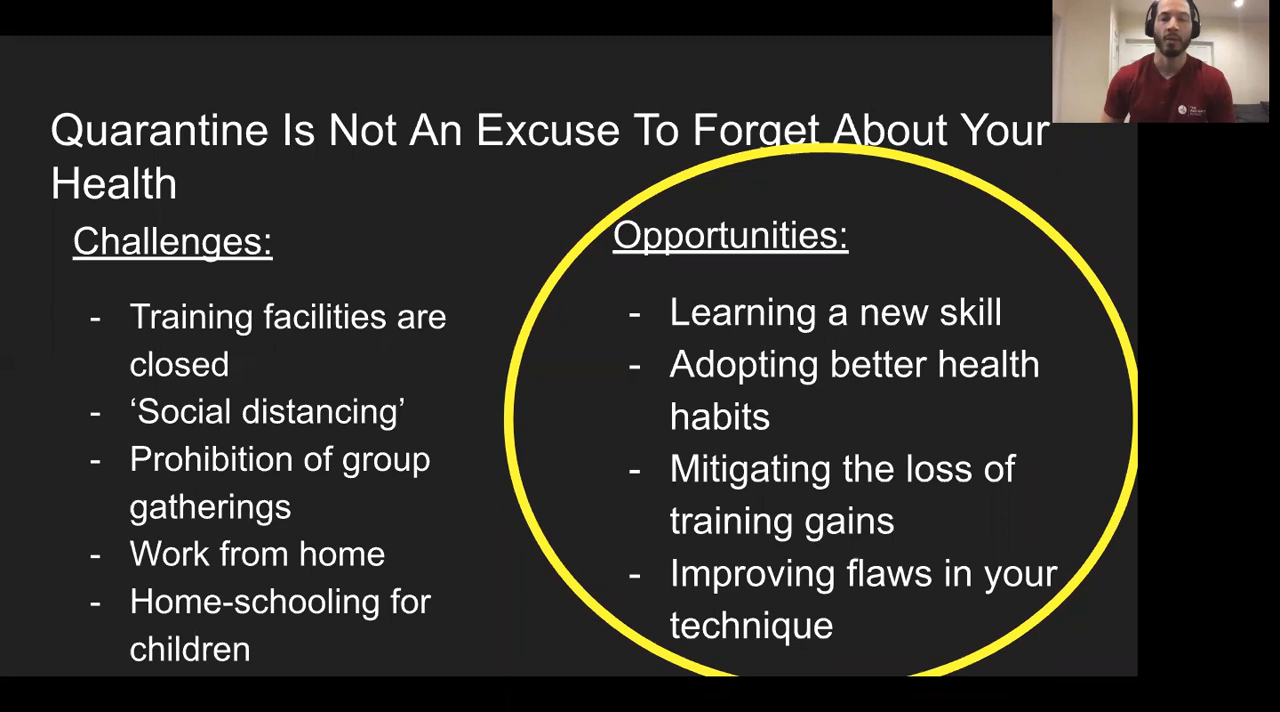 Quarantine Is Not An Excuse To Forget About Your
Health
Challenges:
- Training facilities are
closed
- ‘Social distancing’
- Prohibition of group
gatherings
- Work from home
- Home-schooling for
children
Opportunities:
- Learning a new skill
- Adopting better health
habits
- Mitigating the loss of
training gains
- Improving flaws in your
technique